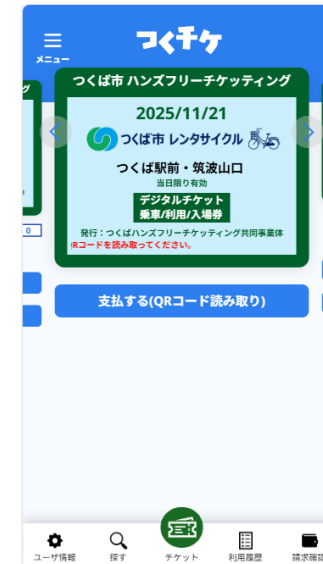 つくチケ
メニュー
つくば市 ハンズフリーチケッティング
2025/11/21
つくば市 レンタサイクル
つくば駅前・筑波山口
当日限り有効
デジタルチケット
乗車/利用/入場券
発行：つくばハンズフリーチケッティング共同事業体
Rコードを読み取ってください。
0
支払する(QRコード読み取り)
ユーザ情報
探す
チケット
利用履歴
請求確認